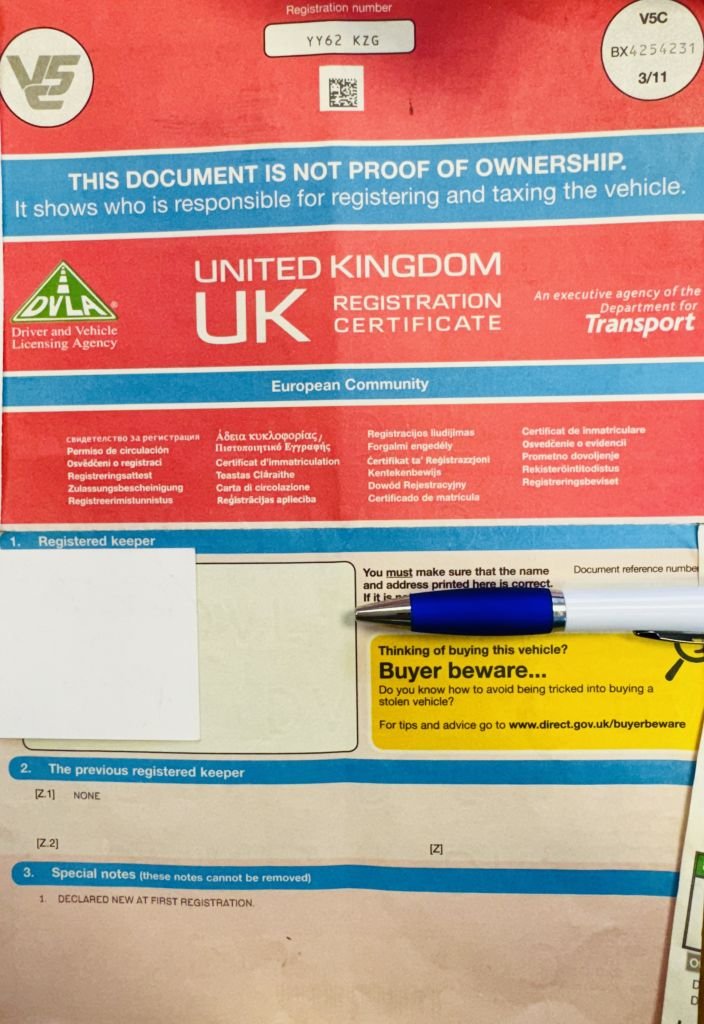 Registration number
YY62 KZG
V5C
BX4254231
3/11
V5C
THIS DOCUMENT IS NOT PROOF OF OWNERSHIP.
It shows who is responsible for registering and taxing the vehicle.
DVLA®
Driver and Vehicle
Licensing Agency
UNITED KINGDOM
UK REGISTRATION
CERTIFICATE
An executive agency of the
Department for
Transport
European Community
свидетелство за регистрация
Permiso de circulación
Osvědčení o registraci
Registreringsattest
Zulassungsbescheinigung
Registreerimistunnistus
Άδεια κυκλοφορίας/
Πιστοποιητικό Εγγραφής
Certificat d'immatriculation
Teastas Cláraithe
Carta di circolazione
Reģistrācijas apliecība
Registracijos liudijimas
Forgalmi engedély
Ċertifikat ta' Reġistrazzjoni
Kentekenbewijs
Dowód Rejestracyjny
Certificado de matrícula
Certificat de inmatriculare
Osvedčenie o evidencii
Prometno dovoljenje
Rekisteröintitodistus
Registreringsbeviset
1. Registered keeper
You must make sure that the name
and address printed here is correct.
If it is
Document reference number
Thinking of buying this vehicle?
Buyer beware...
Do you know how to avoid being tricked into buying a
stolen vehicle?
For tips and advice go to www.direct.gov.uk/buyerbeware
2. The previous registered keeper
[Z.1] NONE
[Z.2]
[Z]
3. Special notes (these notes cannot be removed)
1. DECLARED NEW AT FIRST REGISTRATION.